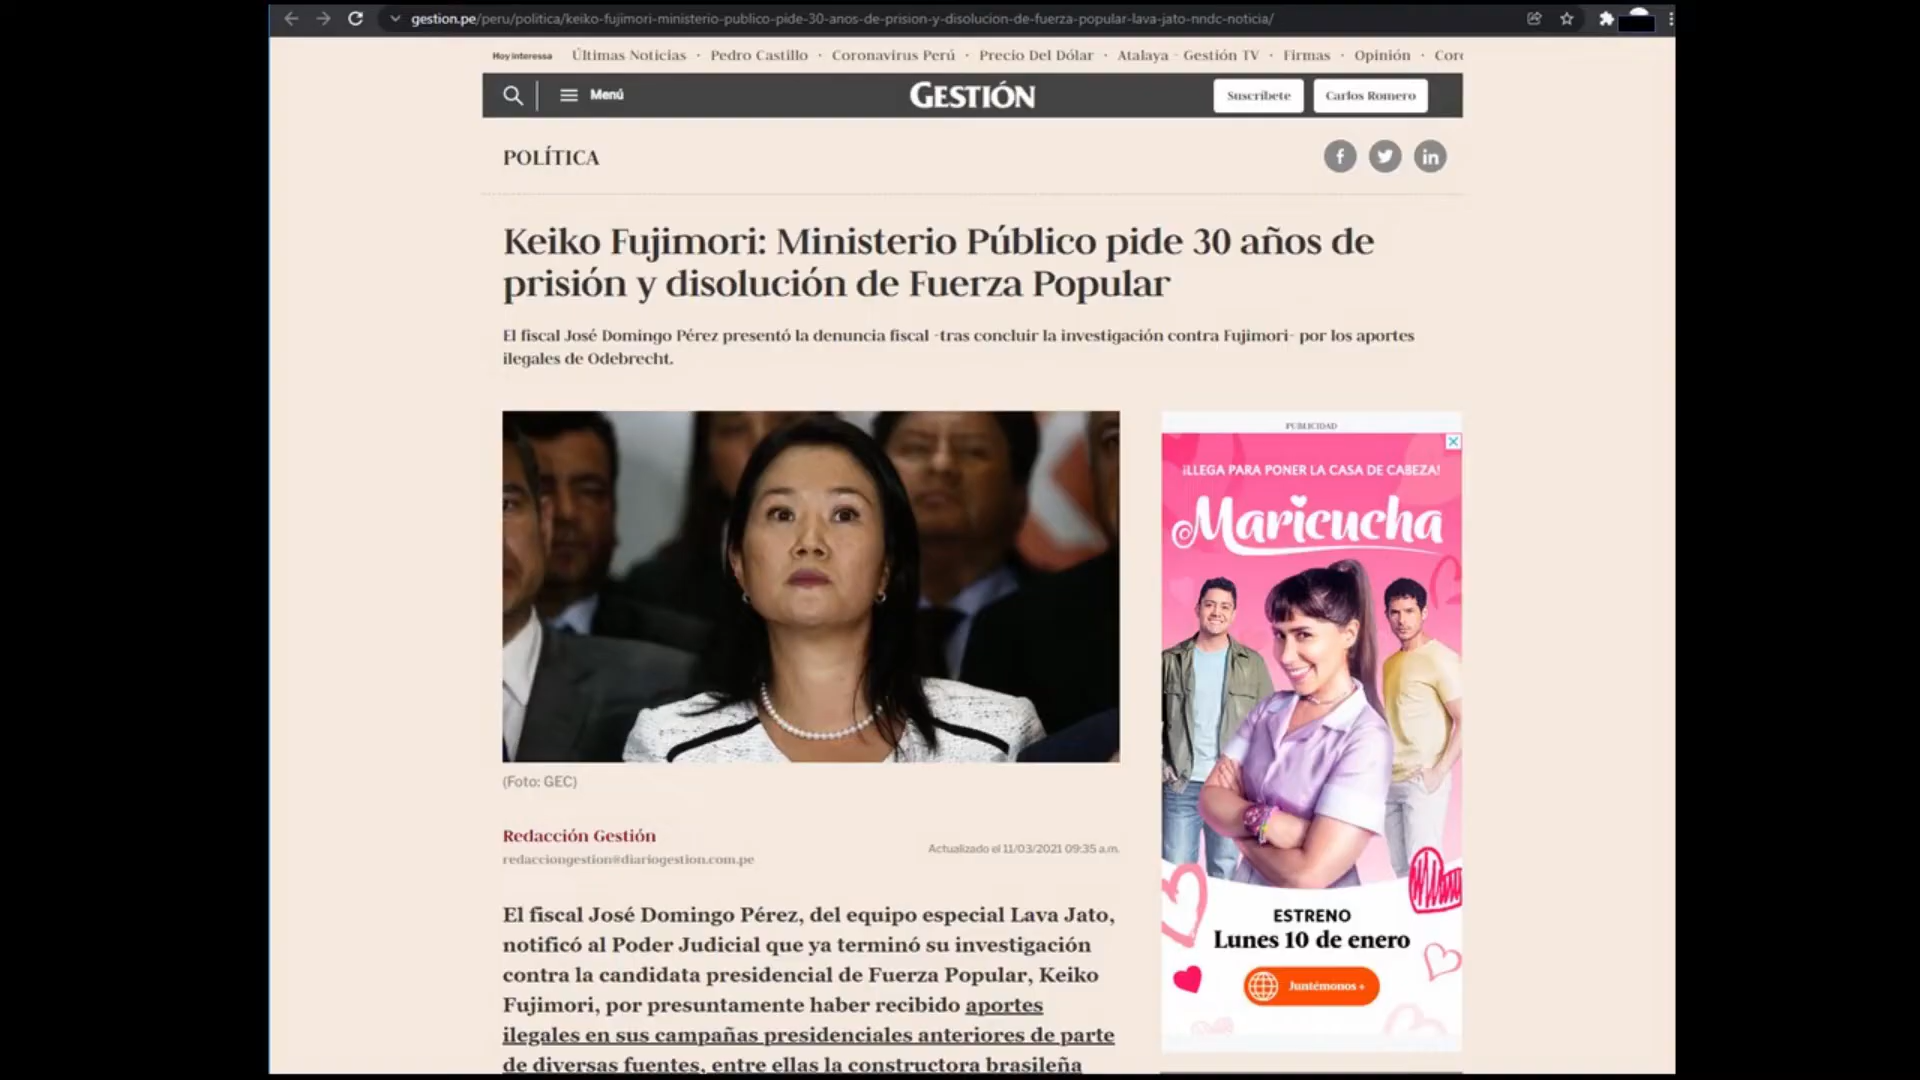 gestion.pe/peru/politica/keiko-fujimori-ministerio-publico-pide-30-anos-de-prision-y-disolucion-de-fuerza-popular-lava-jato-nndc-noticia/
Hoy interesa Últimas Noticias · Pedro Castillo · Coronavirus Perú · Precio Del Dólar · Atalaya - Gestión TV · Firmas · Opinión · Cor
Menú
GESTIÓN
Suscríbete
Carlos Romero
POLÍTICA
Keiko Fujimori: Ministerio Público pide 30 años de
prisión y disolución de Fuerza Popular
El fiscal José Domingo Pérez presentó la denuncia fiscal -tras concluir la investigación contra Fujimori- por los aportes
ilegales de Odebrecht.
(Foto: GEC)
Redacción Gestión
redacciongestion@diariogestion.com.pe
Actualizado el 11/03/2021 09:35 a.m.
El fiscal José Domingo Pérez, del equipo especial Lava Jato,
notificó al Poder Judicial que ya terminó su investigación
contra la candidata presidencial de Fuerza Popular, Keiko
Fujimori, por presuntamente haber recibido aportes
ilegales en sus campañas presidenciales anteriores de parte
de diversas fuentes, entre ellas la constructora brasileña
PUBLICIDAD
¡LLEGA PARA PONER LA CASA DE CABEZA!
Maricucha
ESTRENO
Lunes 10 de enero
Juntémonos +